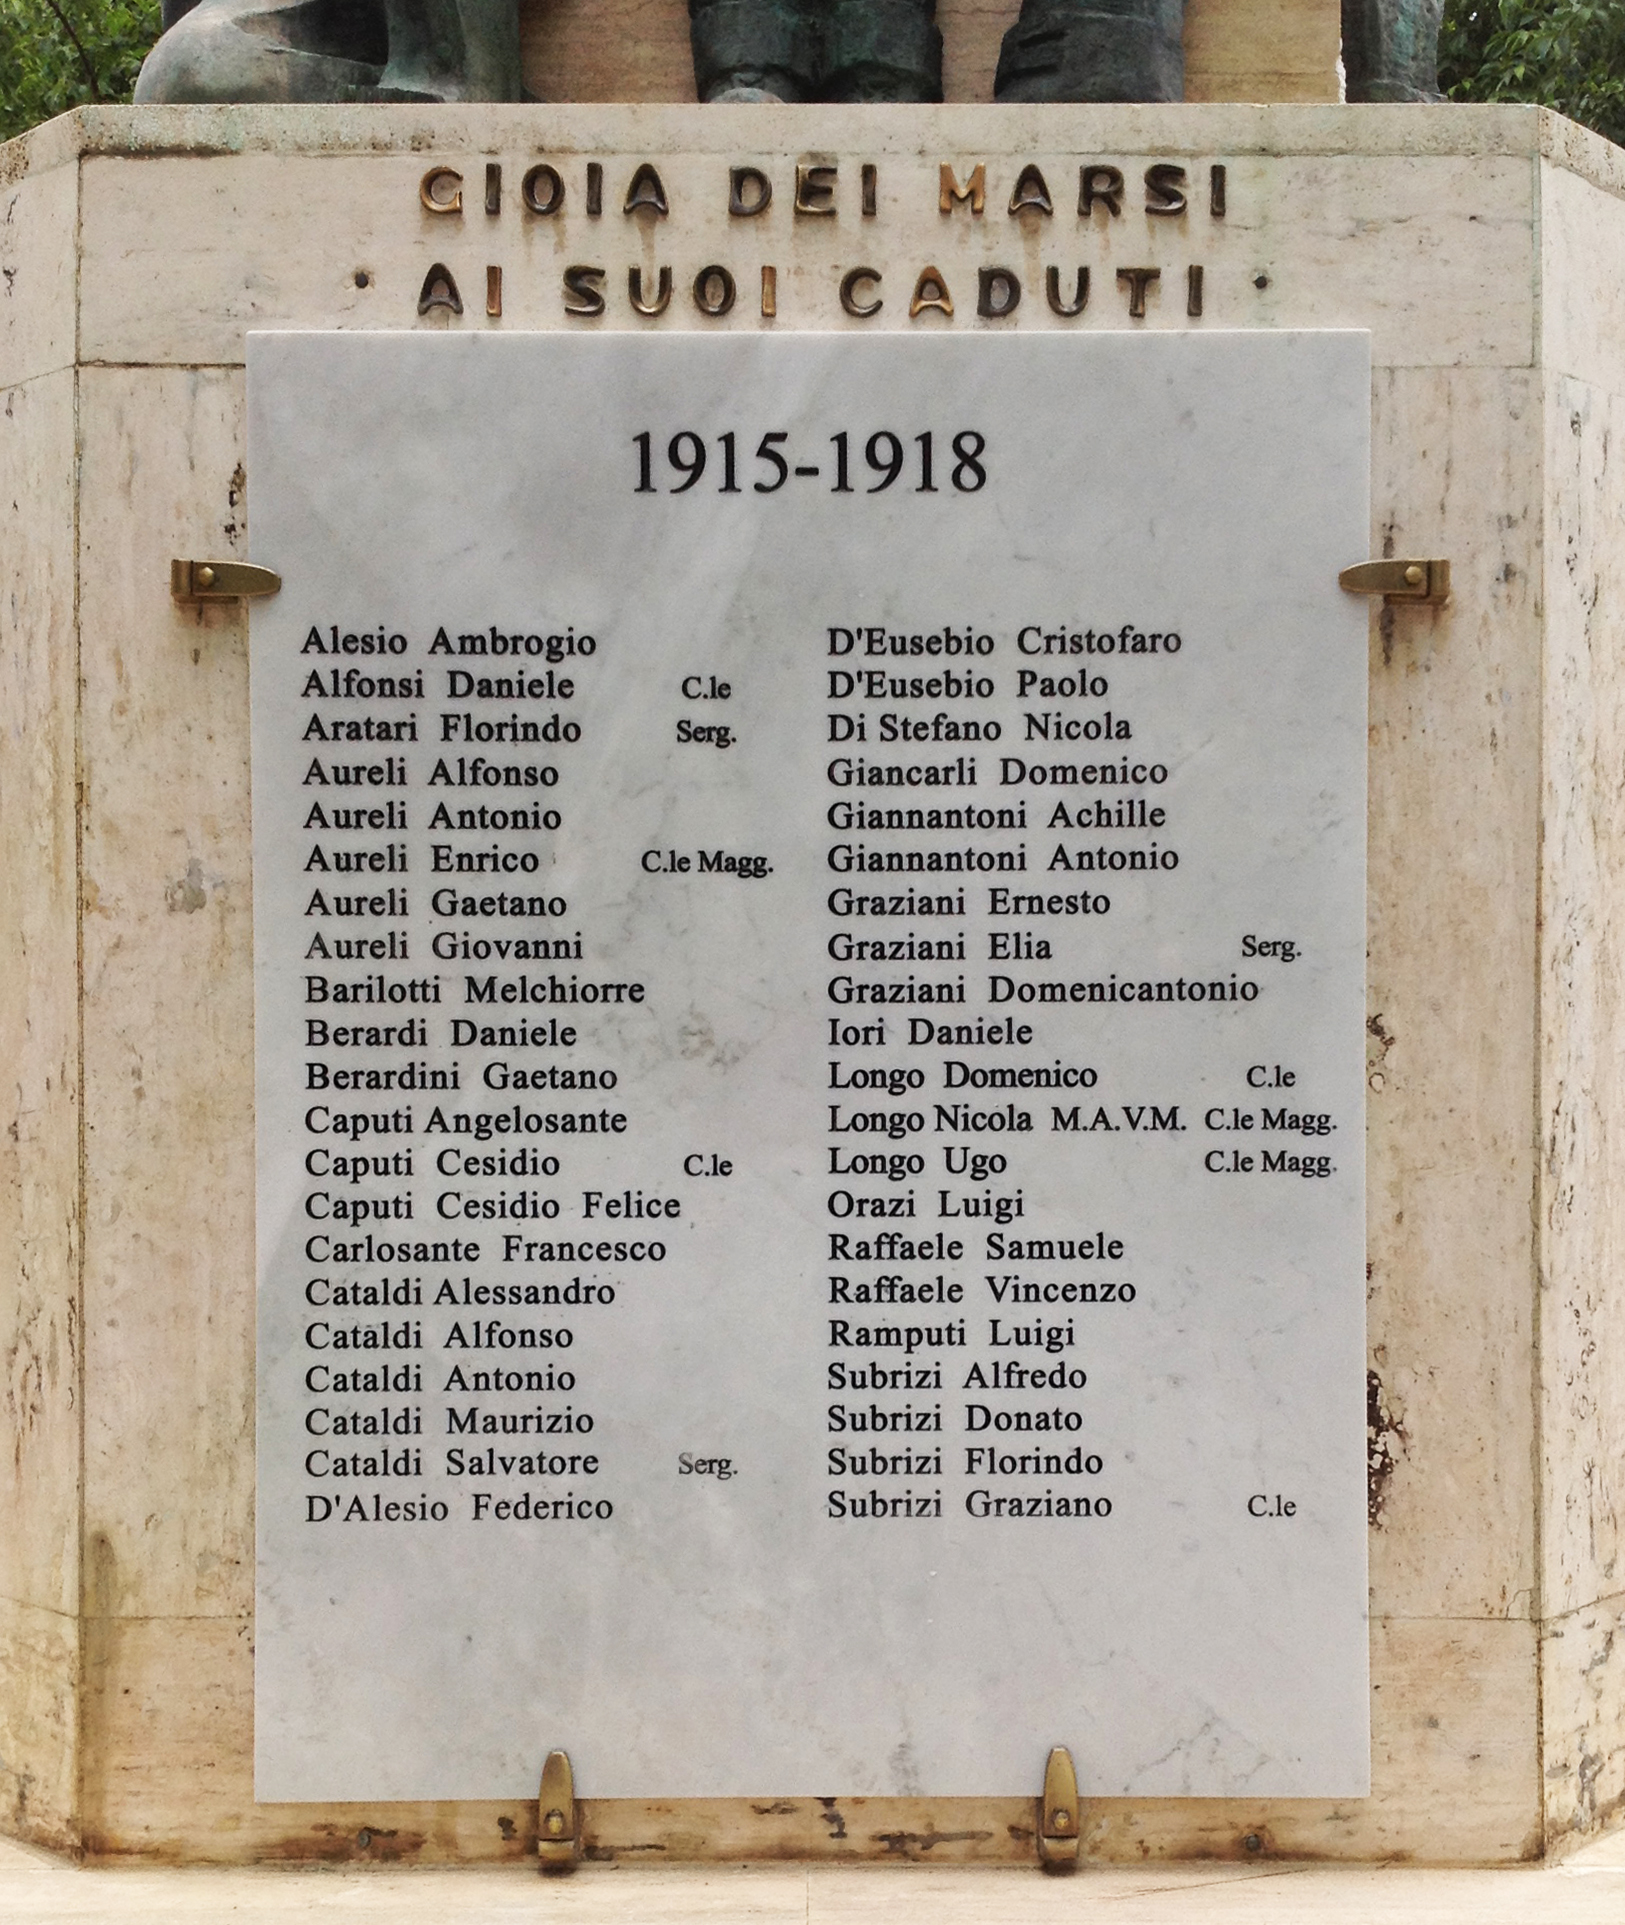 GIOIA DEI MARSI
· AI SUOI CADUTI ·
1915-1918
Alesio Ambrogio
Alfonsi Daniele C.le
Aratari Florindo Serg.
Aureli Alfonso
Aureli Antonio
Aureli Enrico C.le Magg.
Aureli Gaetano
Aureli Giovanni
Barilotti Melchiorre
Berardi Daniele
Berardini Gaetano
Caputi Angelosante
Caputi Cesidio C.le
Caputi Cesidio Felice
Carlosante Francesco
Cataldi Alessandro
Cataldi Alfonso
Cataldi Antonio
Cataldi Maurizio
Cataldi Salvatore Serg.
D'Alesio Federico
D'Eusebio Cristofaro
D'Eusebio Paolo
Di Stefano Nicola
Giancarli Domenico
Giannantoni Achille
Giannantoni Antonio
Graziani Ernesto
Graziani Elia Serg.
Graziani Domenicantonio
Iori Daniele
Longo Domenico C.le
Longo Nicola M.A.V.M. C.le Magg.
Longo Ugo C.le Magg.
Orazi Luigi
Raffaele Samuele
Raffaele Vincenzo
Ramputi Luigi
Subrizi Alfredo
Subrizi Donato
Subrizi Florindo
Subrizi Graziano C.le